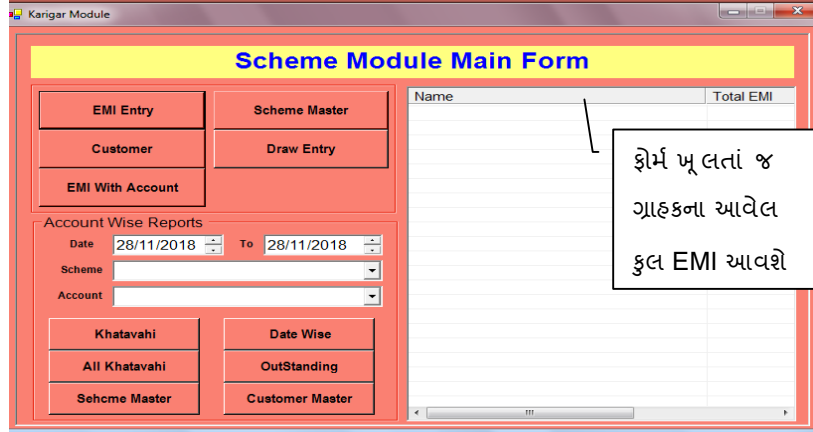 Karigar Module
Scheme Module Main Form
EMI Entry
Scheme Master
Customer
Draw Entry
EMI With Account
Account Wise Reports
Date 28/11/2018 To 28/11/2018
Scheme
Account
Khatavahi
Date Wise
All Khatavahi
OutStanding
Sehcme Master
Customer Master
Name Total EMI
ફોર્મ ખૂલતાં જ
ગ્રાહકના આવેલ
કુલ EMI આવશે